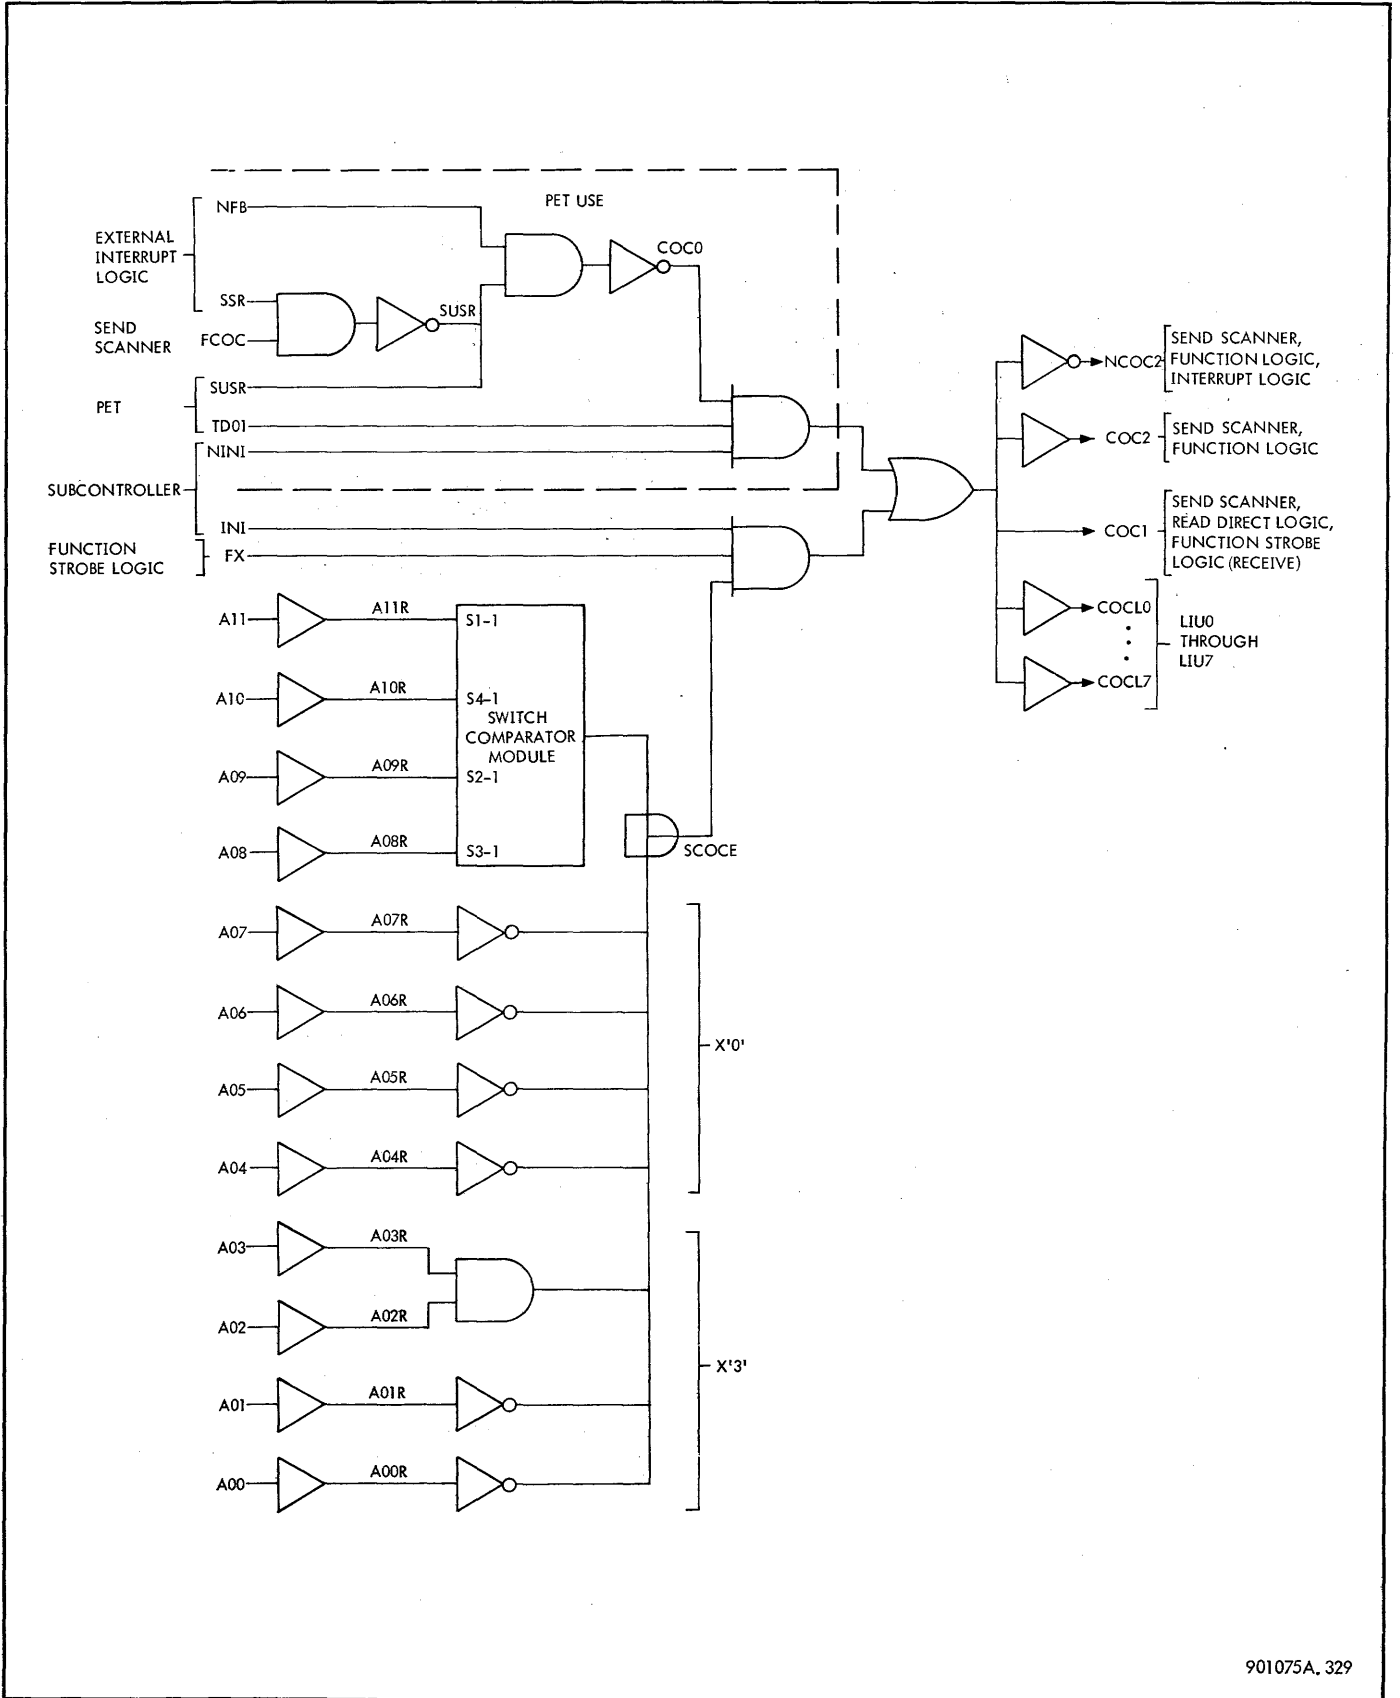 PET USE
NFB
EXTERNAL
INTERRUPT
LOGIC
COC0
SSR
SUSR
SEND
SCANNER
FCOC
SUSR
PET
TD01
NINI
SUBCONTROLLER
INI
FUNCTION
STROBE LOGIC
FX
NCOC2
SEND SCANNER,
FUNCTION LOGIC,
INTERRUPT LOGIC
COC2
SEND SCANNER,
FUNCTION LOGIC
COC1
SEND SCANNER,
READ DIRECT LOGIC,
FUNCTION STROBE
LOGIC (RECEIVE)
COCL0
COCL7
LIU0
THROUGH
LIU7
A11 A11R S1-1
A10 A10R S4-1
SWITCH
COMPARATOR
MODULE
A09 A09R S2-1
A08 A08R S3-1
SCOCE
A07 A07R
A06 A06R
X'0'
A05 A05R
A04 A04R
A03 A03R
A02 A02R
X'3'
A01 A01R
A00 A00R
901075A. 329